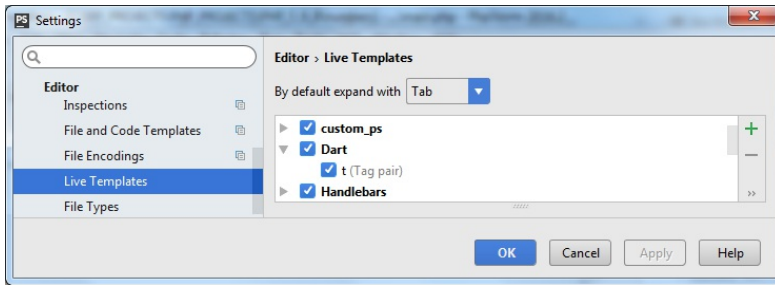 PS Settings
Editor › Live Templates
By default expand with Tab
Editor
Inspections
File and Code Templates
File Encodings
Live Templates
File Types
custom_ps
Dart
t (Tag pair)
Handlebars
OK Cancel Apply Help